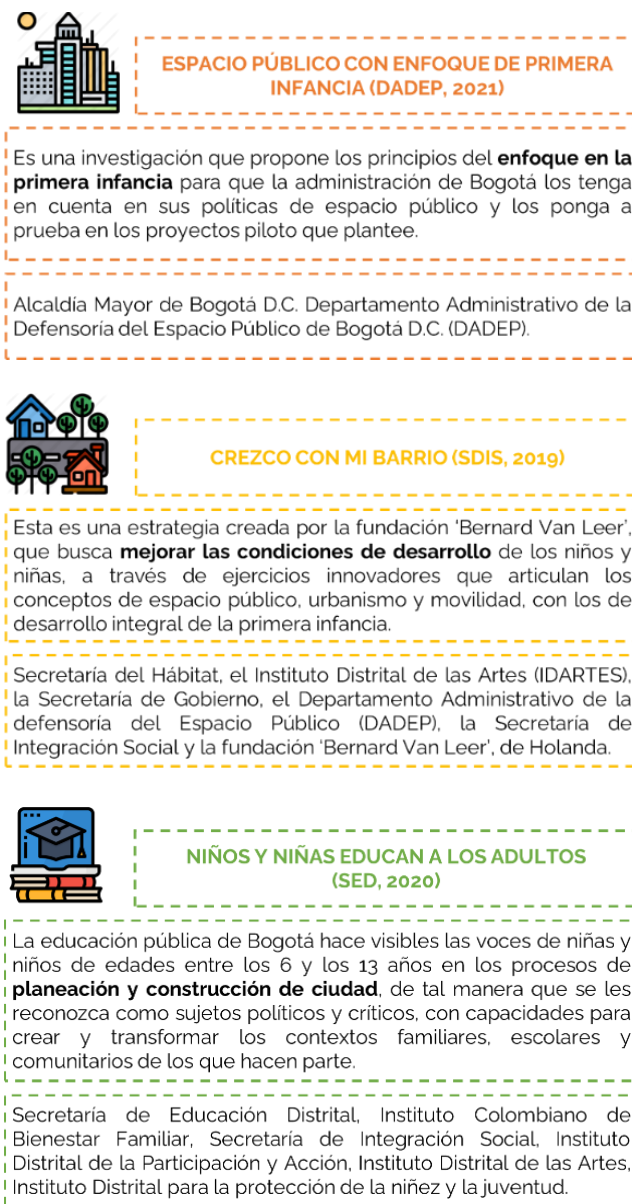 ESPACIO PÚBLICO CON ENFOQUE DE PRIMERA
INFANCIA (DADEP, 2021)
Es una investigación que propone los principios del enfoque en la
primera infancia para que la administración de Bogotá los tenga
en cuenta en sus políticas de espacio público y los ponga a
prueba en los proyectos piloto que plantee.
Alcaldía Mayor de Bogotá D.C. Departamento Administrativo de la
Defensoría del Espacio Público de Bogotá D.C. (DADEP).
CREZCO CON MI BARRIO (SDIS, 2019)
Esta es una estrategia creada por la fundación ‘Bernard Van Leer’,
que busca mejorar las condiciones de desarrollo de los niños y
niñas, a través de ejercicios innovadores que articulan los
conceptos de espacio público, urbanismo y movilidad, con los de
desarrollo integral de la primera infancia.
Secretaría del Hábitat, el Instituto Distrital de las Artes (IDARTES),
la Secretaría de Gobierno, el Departamento Administrativo de la
defensoría del Espacio Público (DADEP), la Secretaría de
Integración Social y la fundación ‘Bernard Van Leer’, de Holanda.
NIÑOS Y NIÑAS EDUCAN A LOS ADULTOS
(SED, 2020)
La educación pública de Bogotá hace visibles las voces de niñas y
niños de edades entre los 6 y los 13 años en los procesos de
planeación y construcción de ciudad, de tal manera que se les
reconozca como sujetos políticos y críticos, con capacidades para
crear y transformar los contextos familiares, escolares y
comunitarios de los que hacen parte.
Secretaría de Educación Distrital, Instituto Colombiano de
Bienestar Familiar, Secretaría de Integración Social, Instituto
Distrital de la Participación y Acción, Instituto Distrital de las Artes,
Instituto Distrital para la protección de la niñez y la juventud.